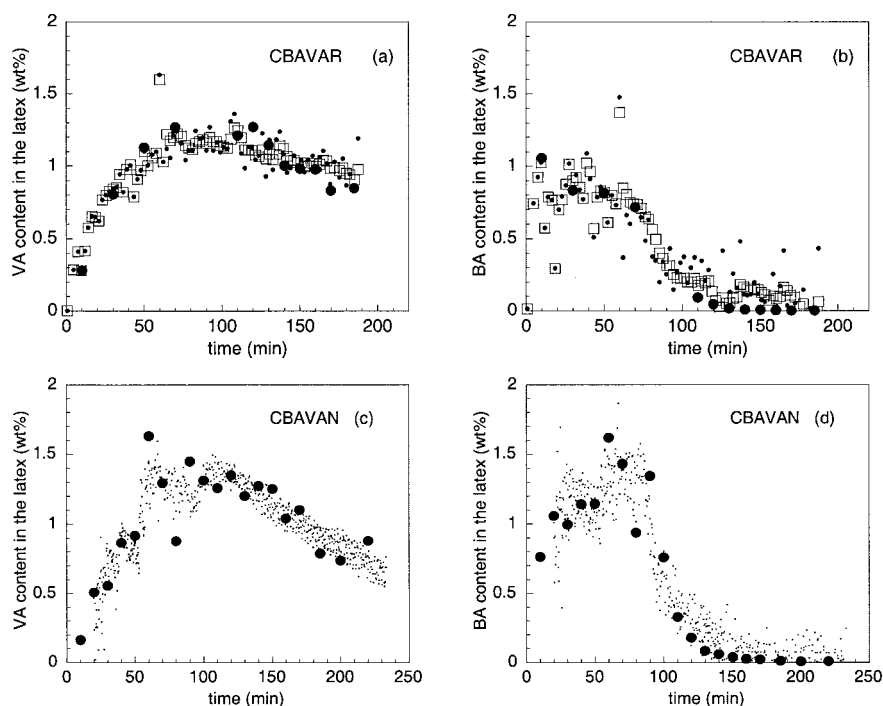 2
1.5
1
0.5
0
VA content in the latex (wt%)
CBAVAR (a)
0 50 100 150 200
time (min)
2
1.5
1
0.5
0
BA content in the latex (wt%)
CBAVAR (b)
0 50 100 150 200
time (min)
2
1.5
1
0.5
0
VA content in the latex (wt%)
CBAVAN (c)
0 50 100 150 200 250
time (min)
2
1.5
1
0.5
0
BA content in the latex (wt%)
CBAVAN (d)
0 50 100 150 200 250
time (min)